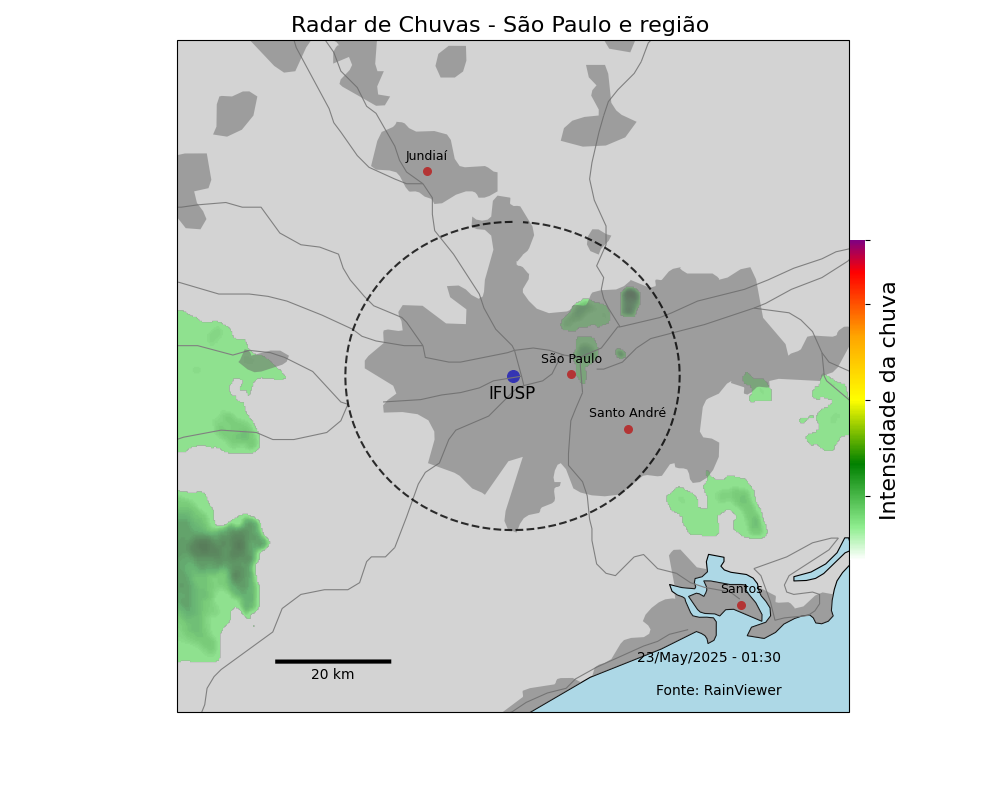 Radar de Chuvas - São Paulo e região
Jundiaí
São Paulo
IFUSP
Santo André
Intensidade da chuva
Santos
23/May/2025 - 01:30
20 km
Fonte: RainViewer